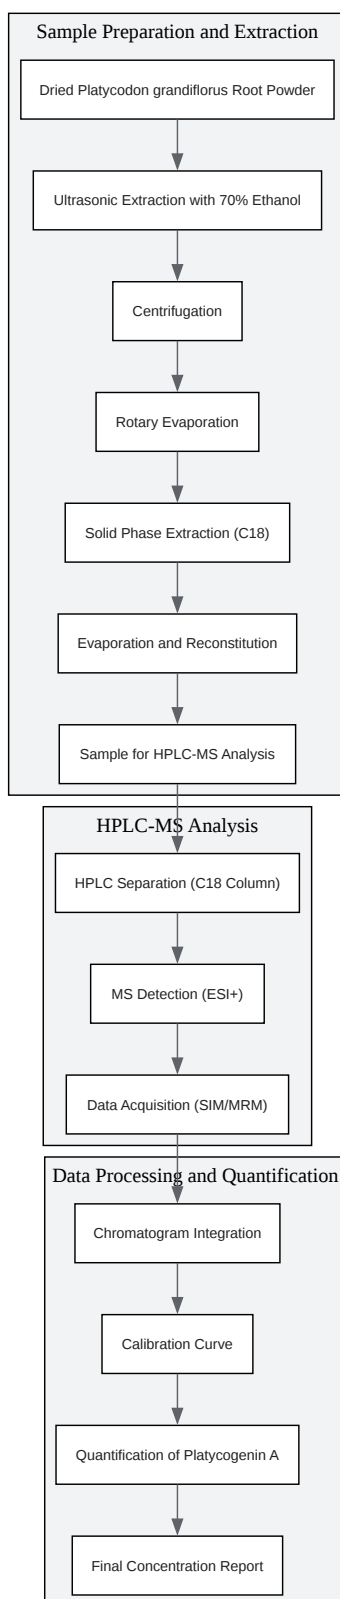 Sample Preparation and Extraction
Dried Platycodon grandiflorus Root Powder
Ultrasonic Extraction with 70% Ethanol
Centrifugation
Rotary Evaporation
Solid Phase Extraction (C18)
Evaporation and Reconstitution
Sample for HPLC-MS Analysis
HPLC-MS Analysis
HPLC Separation (C18 Column)
MS Detection (ESI+)
Data Acquisition (SIM/MRM)
Data Processing and Quantification
Chromatogram Integration
Calibration Curve
Quantification of Platycogenin A
Final Concentration Report